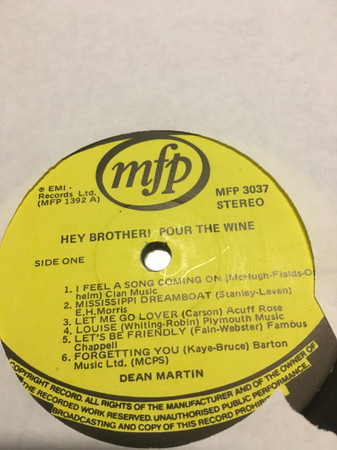 mfp
℗ EMI -
Records Ltd.
(MFP 1392 A)
MFP 3037
STEREO
HEY BROTHER! POUR THE WINE
SIDE ONE
1. I FEEL A SONG COMING ON (McHugh-Fields-O
helm) Cian Music
2. MISSISSIPPI DREAMBOAT (Stanley-Leven)
E.H.Morris
3. LET ME GO LOVER (Carson) Acuff Rose
4. LOUISE (Whiting-Robin) Plymouth Music
5. LET'S BE FRIENDLY (Fain-Webster) Famous
Chappell
6. FORGETTING YOU (Kaye-Bruce) Barton
Music Ltd. (MCPS)
DEAN MARTIN
COPYRIGHT RECORD. ALL RIGHTS OF THE MANUFACTURER AND OF THE OWNER OF
THE RECORDED WORK RESERVED. UNAUTHORISED PUBLIC PERFORMANCE,
BROADCASTING AND COPYING OF THIS RECORD PROHIB